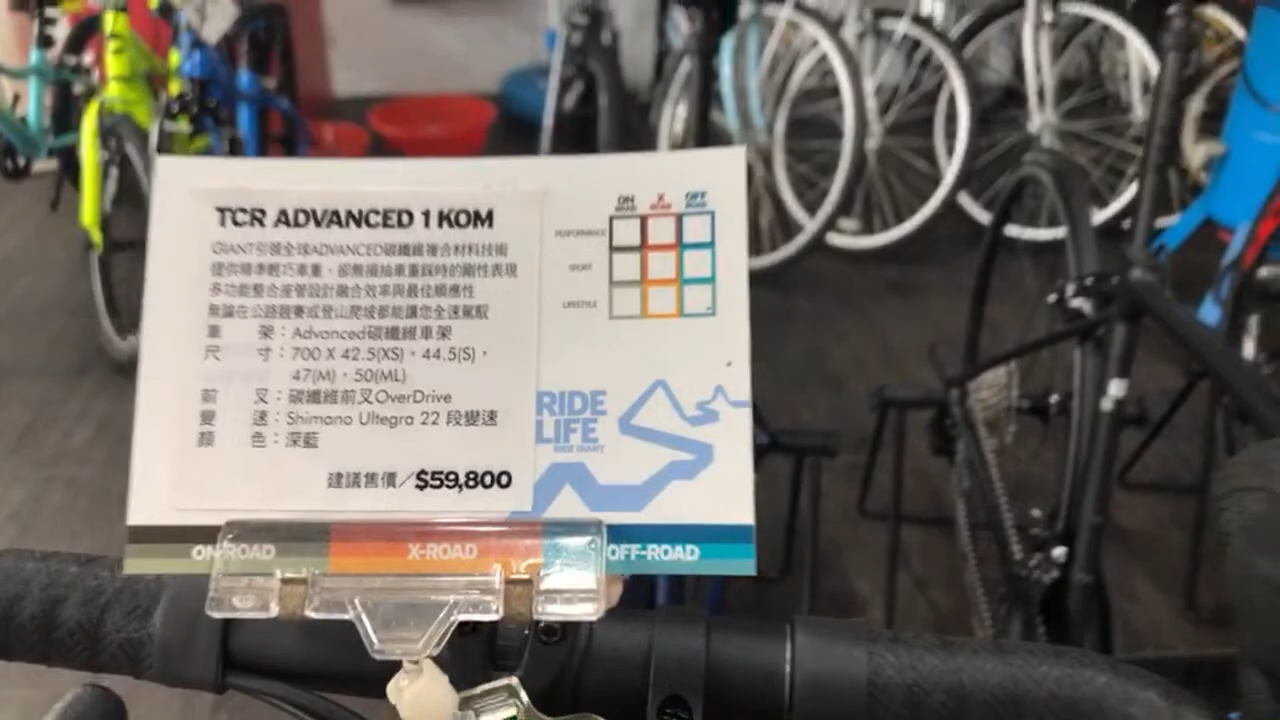 TCR ADVANCED 1 KOM
GIANT引領全球ADVANCED碳纖維複合材料技術
提供精準輕巧車重，卻無損抽車重踩時的剛性表現
多功能整合座管設計融合效率與最佳順應性
無論在公路競賽或登山爬坡都能讓您全速駕馭
車 架：Advanced碳纖維車架
尺 寸：700 X 42.5(XS)，44.5(S)，
47(M)，50(ML)
前 叉：碳纖維前叉OverDrive
變 速：Shimano Ultegra 22 段變速
顏 色：深藍
建議售價／$59,800
ON ROAD
X ROAD
OFF ROAD
PERFORMANCE
SPORT
LIFESTYLE
RIDE
LIFE
RIDE GIANT
ON-ROAD
X-ROAD
OFF-ROAD